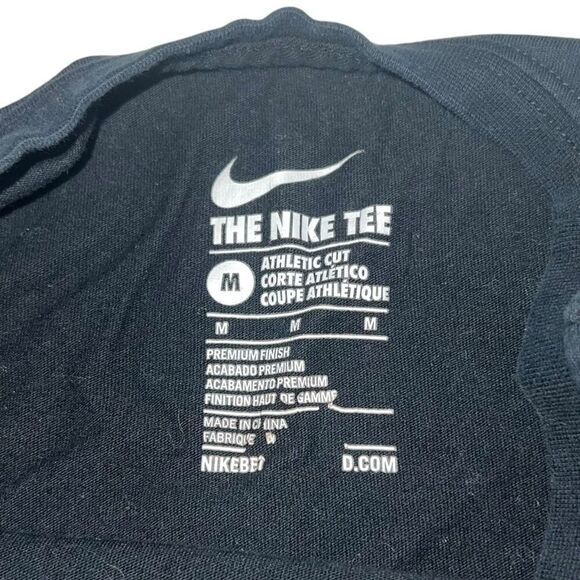 THE NIKE TEE
M
ATHLETIC CUT
CORTE ATLÉTICO
COUPE ATHLÉTIQUE
M M M
PREMIUM FINISH
ACABADO PREMIUM
ACABAMENTO PREMIUM
FINITION HAUT DE GAMME
MADE IN CHINA
FABRIQUÉ
D.COM